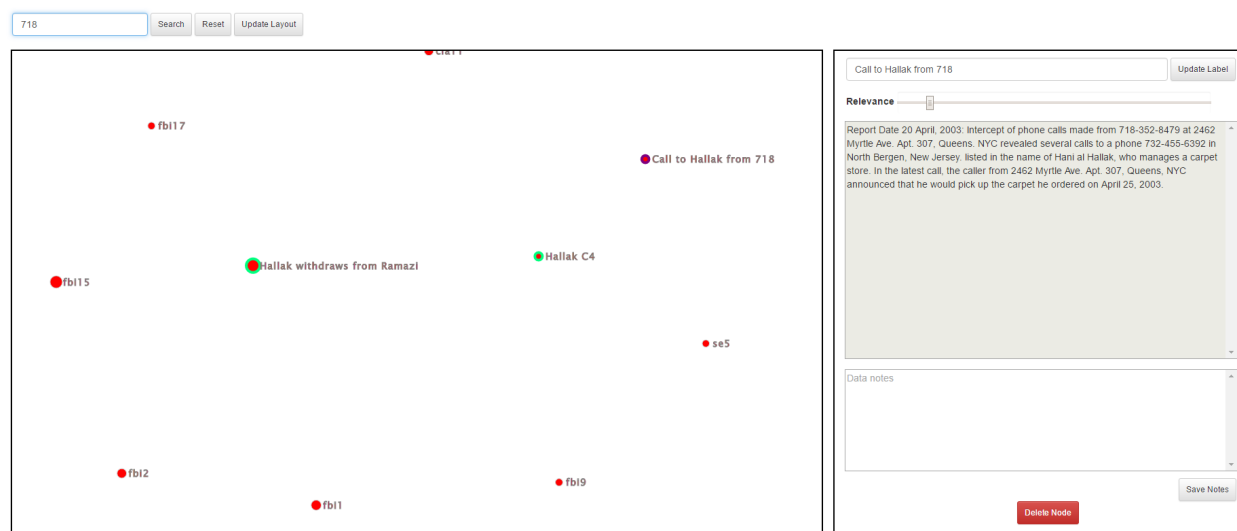 718
Search
Reset
Update Layout
cia11
fbi17
Call to Hallak from 718
Hallak withdraws from Ramazi
Hallak C4
fbi15
se5
fbi2
fbi1
fbi9
Call to Hallak from 718
Update Label
Relevance
Report Date 20 April, 2003: Intercept of phone calls made from 718-352-8479 at 2462
Myrtle Ave. Apt. 307, Queens. NYC revealed several calls to a phone 732-455-6392 in
North Bergen, New Jersey. listed in the name of Hani al Hallak, who manages a carpet
store. In the latest call, the caller from 2462 Myrtle Ave. Apt. 307, Queens, NYC
announced that he would pick up the carpet he ordered on April 25, 2003.
Data notes
Save Notes
Delete Node